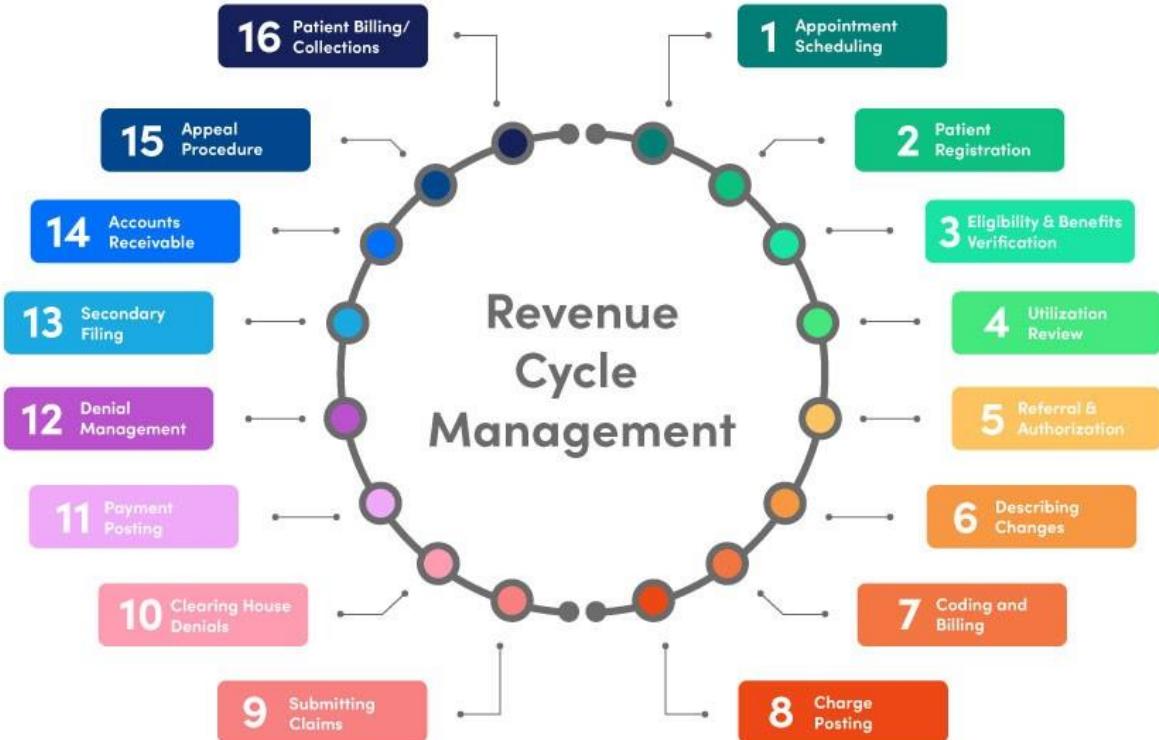 Revenue
Cycle
Management
1 Appointment
Scheduling
2 Patient
Registration
3 Eliglbility & Benefits
Verification
4 Utilization
Review
5 Referral &
Authorization
6 Describing
Changes
7 Coding and
Billing
8 Charge
Posting
9 Submitting
Claims
10 Clearing House
Denials
11 Payment
Posting
12 Denial
Management
13 Secondary
Filing
14 Accounts
Receivable
15 Appeal
Procedure
16 Patient Billing/
Collections